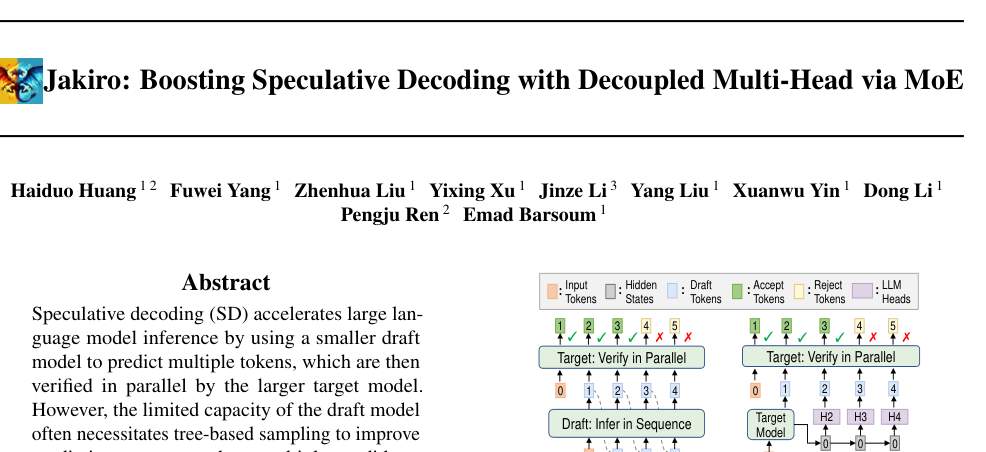 Jakiro: Boosting Speculative Decoding with Decoupled Multi-Head via MoE
Haiduo Huang 1 2 Fuwei Yang 1 Zhenhua Liu 1 Yixing Xu 1 Jinze Li 3 Yang Liu 1 Xuanwu Yin 1 Dong Li 1
Pengju Ren 2 Emad Barsoum 1
Abstract
Speculative decoding (SD) accelerates large lan-
guage model inference by using a smaller draft
model to predict multiple tokens, which are then
verified in parallel by the larger target model.
However, the limited capacity of the draft model
often necessitates tree-based sampling to improve
: Input Tokens : Hidden States : Draft Tokens : Accept Tokens : Reject Tokens : LLM Heads
1 ✓ 2 ✓ 3 ✓ 4 ✗ 5 ✗
Target: Verify in Parallel
0 1 2 3 4
Draft: Infer in Sequence
1 ✓ 2 ✓ 3 ✓ 4 ✗ 5 ✗
Target: Verify in Parallel
0 1 2 3 4
Target Model
H2 H3 H4
0 0 0